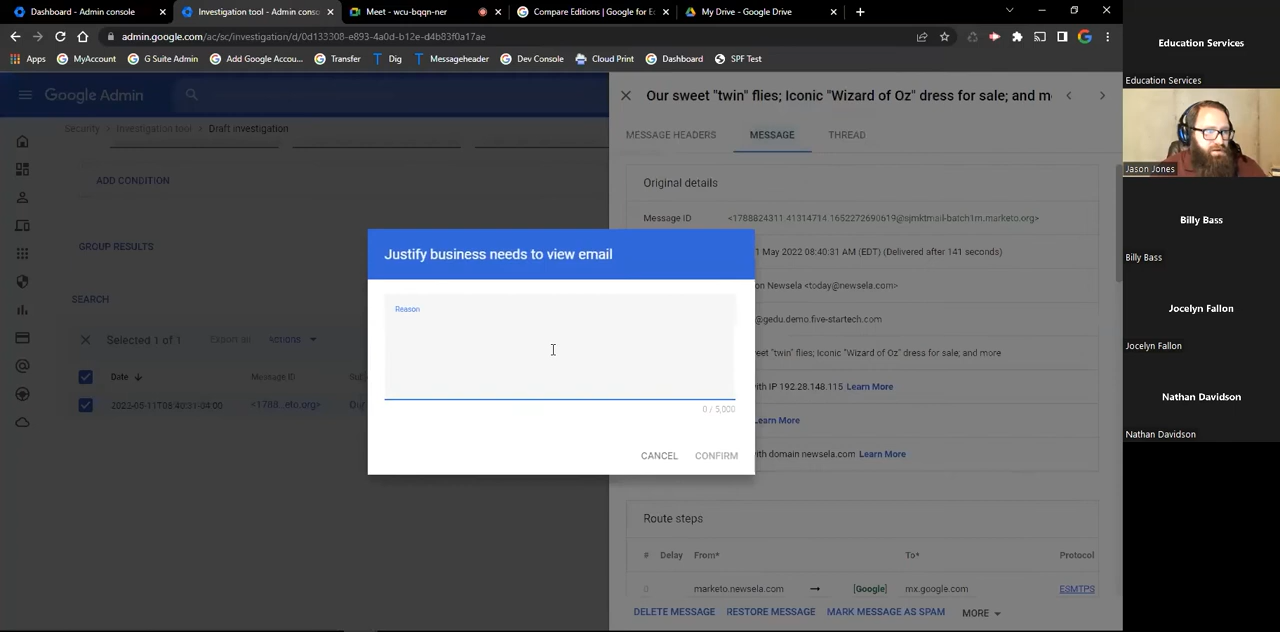 Dashboard - Admin console
Investigation tool - Admin conso
Meet - wcu-bqqn-ner
Compare Editions | Google for E
My Drive - Google Drive
admin.google.com/ac/sc/investigation/d/0d133308-e893-4a0d-b12e-d4b83f0a17ae
Apps MyAccount G Suite Admin Add Google Accou... Transfer Dig Messageheader Dev Console Cloud Print Dashboard SPF Test
Google Admin
Security > Investigation tool > Draft investigation
ADD CONDITION
GROUP RESULTS
SEARCH
Selected 1 of 1 Export all Actions
Date Message ID Su
2022-05-11T08:40:31-04:00 <1788...eto.org> Our
Our sweet "twin" flies; Iconic "Wizard of Oz" dress for sale; and m
MESSAGE HEADERS MESSAGE THREAD
Original details
Message ID <1788824311.41314714.1652272690619@sjmktmail-batch1m.marketo.org>
1 May 2022 08:40:31 AM (EDT) (Delivered after 141 seconds)
on Newsela <today@newsela.com>
@gedu.demo.five-startech.com
weet "twin" flies; Iconic "Wizard of Oz" dress for sale; and more
with IP 192.28.148.115 Learn More
Learn More
with domain newsela.com Learn More
Route steps
# Delay From* To* Protocol
0 marketo.newsela.com → [Google] mx.google.com ESMTPS
DELETE MESSAGE RESTORE MESSAGE MARK MESSAGE AS SPAM MORE
Justify business needs to view email
Reason
0 / 5,000
CANCEL CONFIRM
Education Services
Education Services
Jason Jones
Billy Bass
Billy Bass
Jocelyn Fallon
Jocelyn Fallon
Nathan Davidson
Nathan Davidson